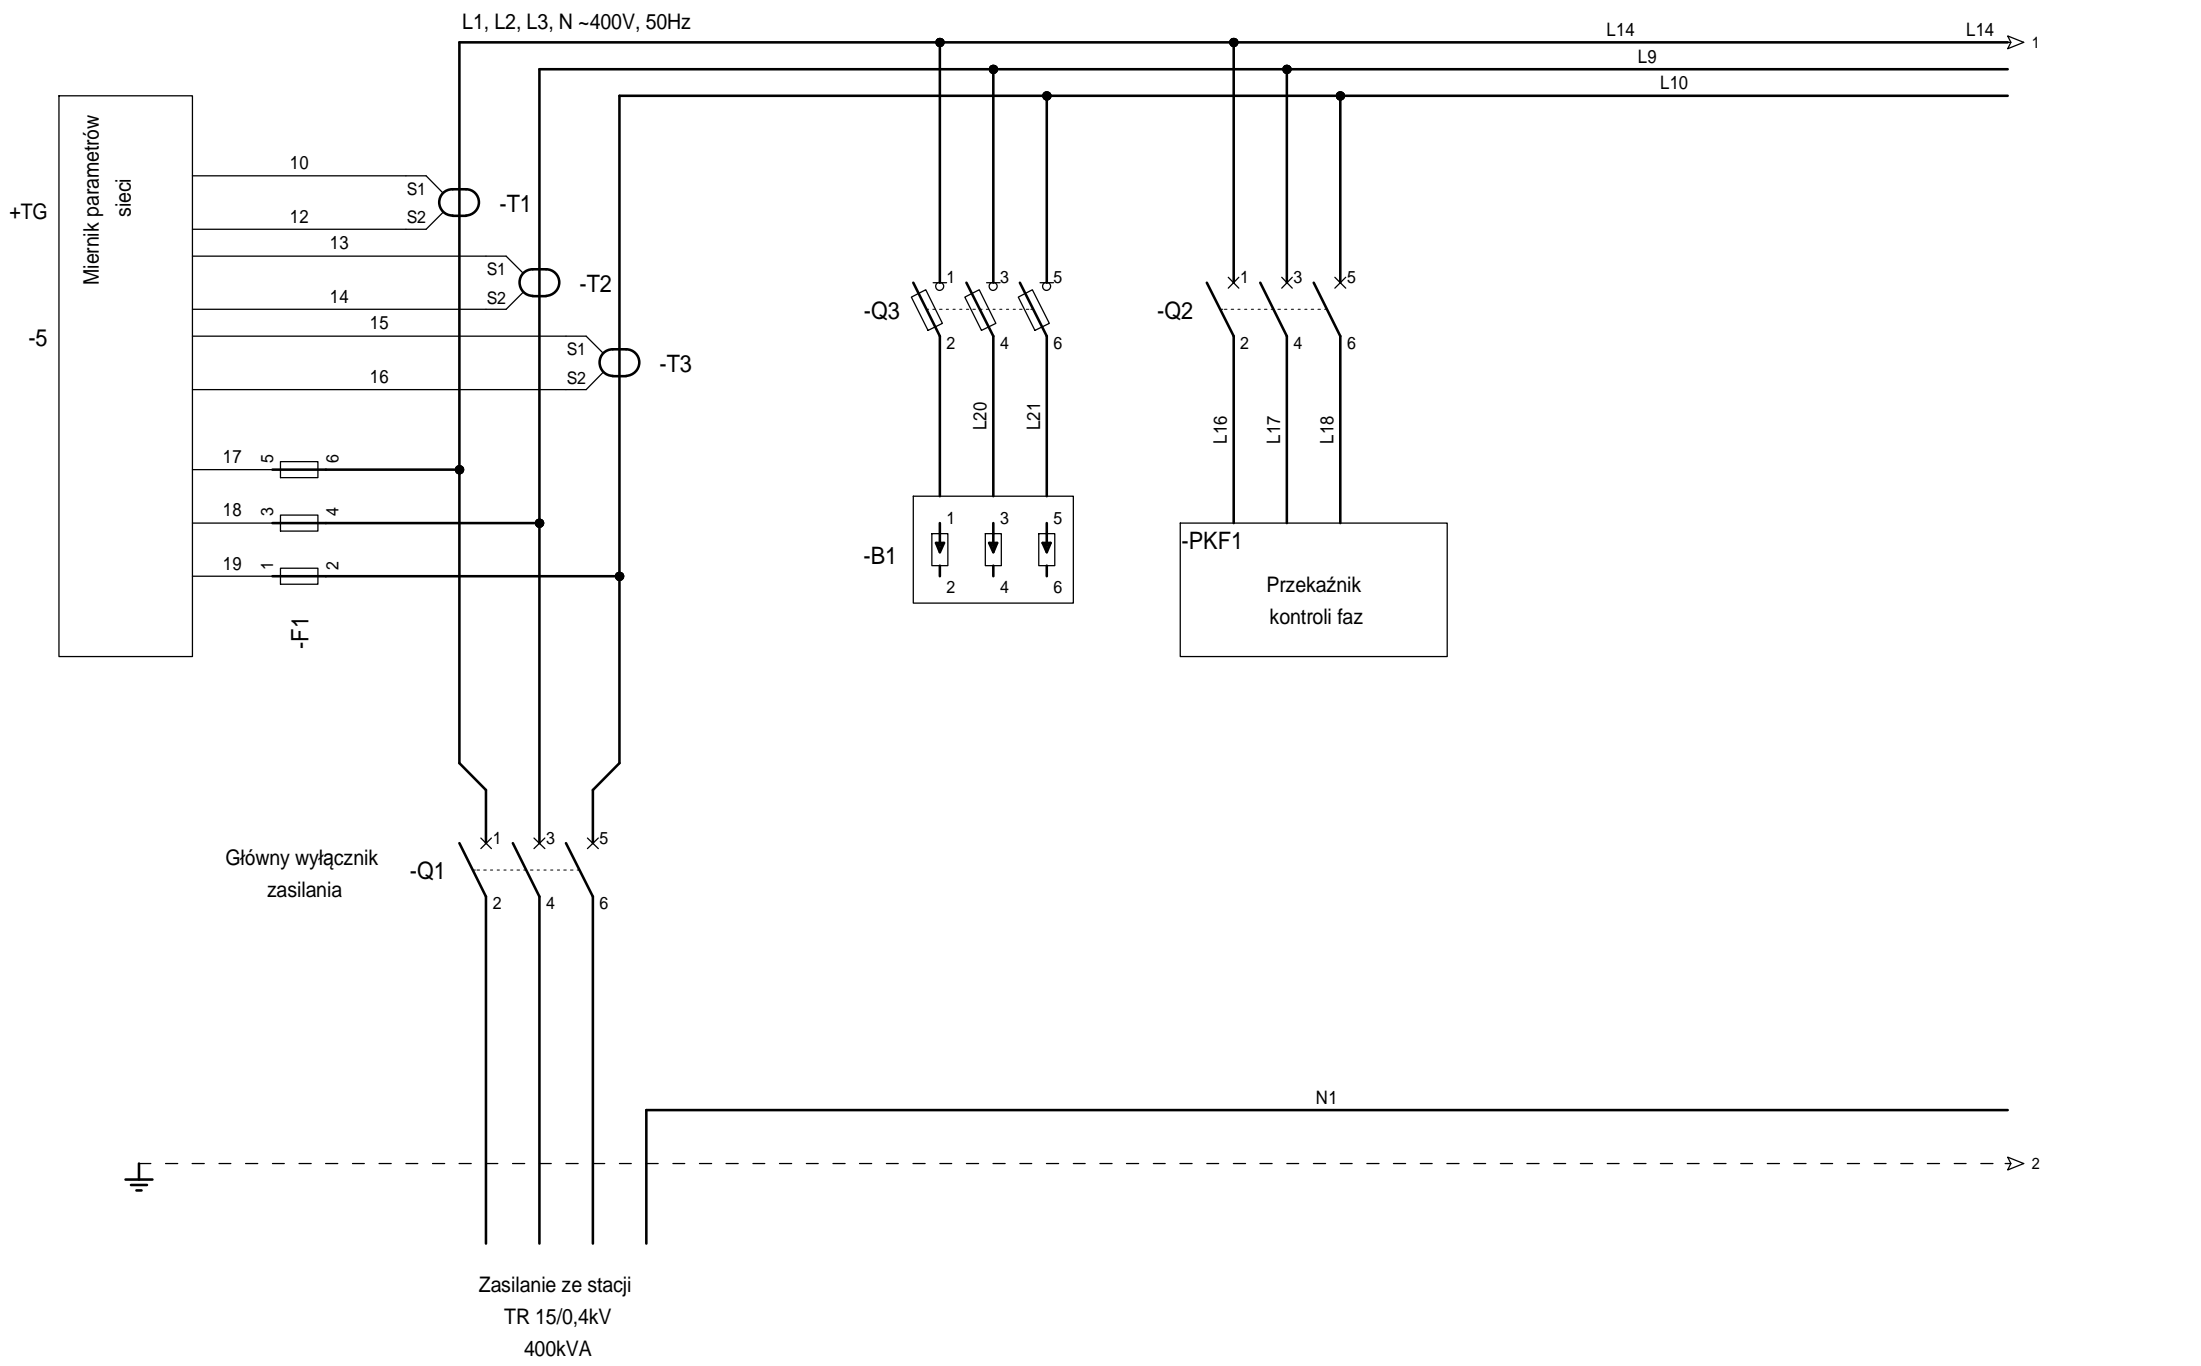 L1, L2, L3, N ~400V, 50Hz
L14
L14
1
L9
L10
Miernik parametrów
sieci
+TG
-5
10
S1
S2
12
-T1
13
S1
S2
14
-T2
15
S1
S2
16
-T3
17
5
6
18
3
4
19
1
2
-F1
-Q3
1
3
5
2
4
6
L20
L21
-B1
1
3
5
2
4
6
-Q2
1
3
5
2
4
6
L16
L17
L18
-PKF1
Przekaźnik
kontroli faz
Główny wyłącznik
zasilania
-Q1
1
3
5
2
4
6
N1
2
Zasilanie ze stacji
TR 15/0,4kV
400kVA